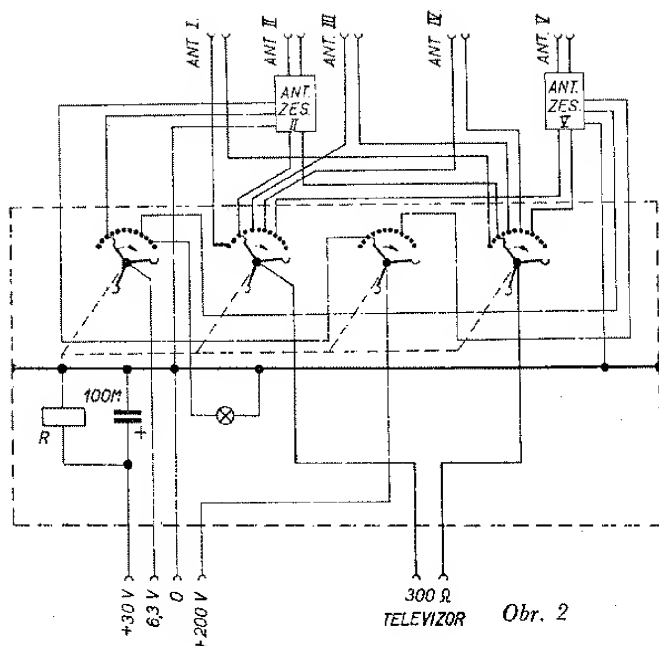 ANT. I.
ANT II
ANT. III
ANT. IV.
ANT. V
ANT.
ZES.
II
ANT.
ZES.
V
R
100M
+
+30 V
6,3 V
0
+200 V
300 Ω
TELEVIZOR
Obr. 2